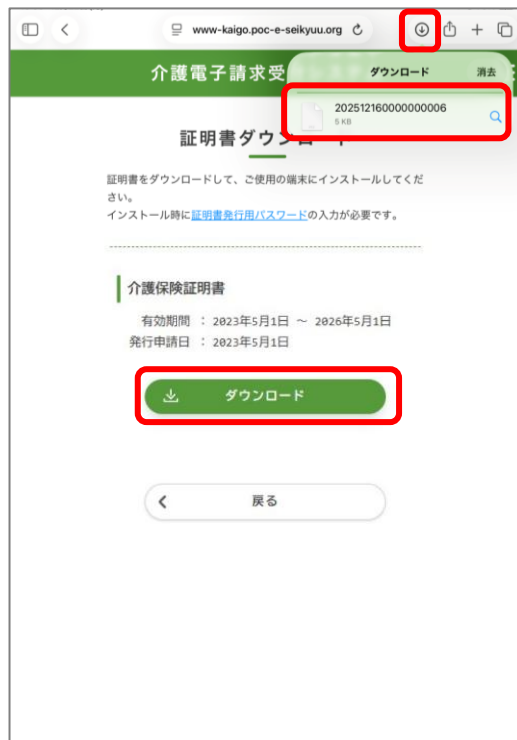 www-kaigo.poc-e-seikyuu.org
介護電子請求受
ダウンロード
消去
202512160000000006
5 KB
証明書ダウンロード
証明書をダウンロードして、ご使用の端末にインストールしてくだ
さい。
インストール時に証明書発行用パスワードの入力が必要です。
介護保険証明書
有効期間 : 2023年5月1日 ～ 2026年5月1日
発行申請日 : 2023年5月1日
ダウンロード
戻る